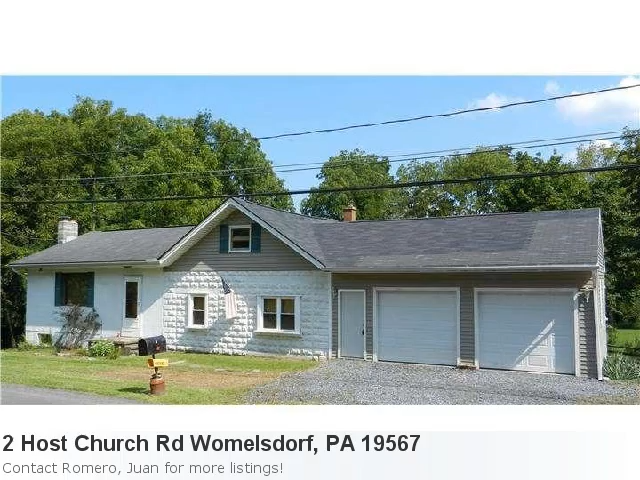 2 Host Church Rd Womelsdorf, PA 19567
Contact Romero, Juan for more listings!